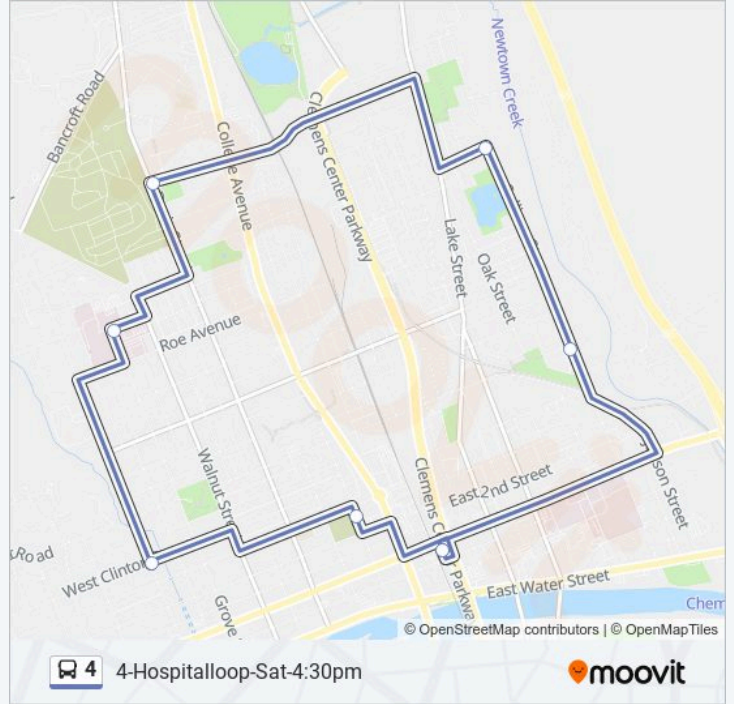 Newtown Creek
Bancroft Road
College Avenue
Clemens Center Parkway
Lake Street
Oak Street
Roe Avenue
Walnut Stre
Clemens C
r Parkway
East 2nd Street
son Street
Road
West Clinton
Grove
East Water Street
Chem
© OpenStreetMap contributors | © OpenMapTiles
4 4-Hospitalloop-Sat-4:30pm
moovit